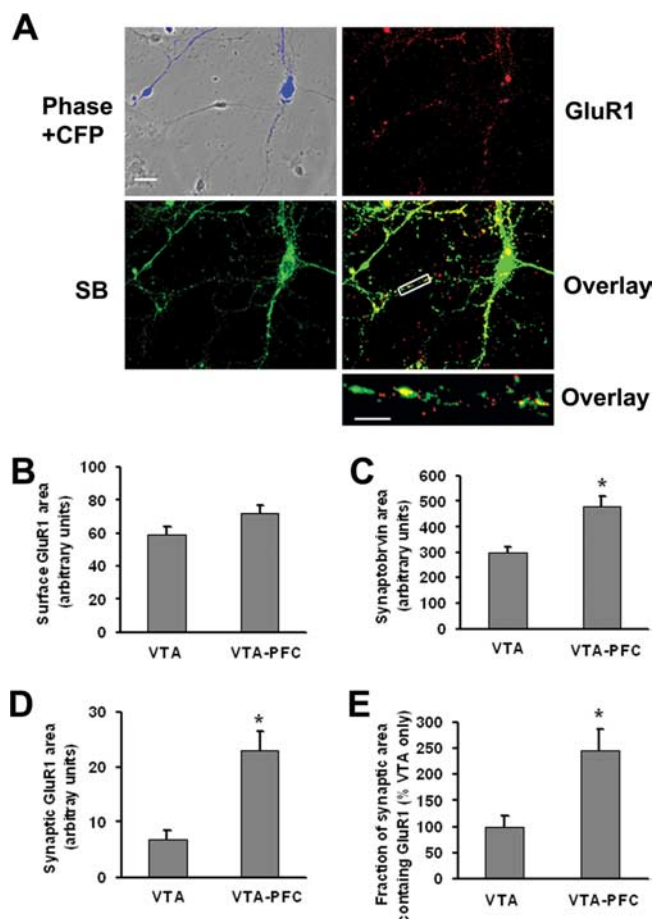 A
Phase
+CFP
GluR1
SB
Overlay
Overlay
B
Surface GluR1 area
(arbitrary units)
100
80
60
40
20
0
VTA
VTA-PFC
C
Synaptobrvin area
(arbitrary units)
600
500
400
300
200
100
0
*
VTA
VTA-PFC
D
Synaptic GluR1 area
(arbitray units)
30
20
10
0
*
VTA
VTA-PFC
E
Fraction of synaptic area
containg GluR1 (% VTA only)
300
250
200
150
100
50
0
*
VTA
VTA-PFC